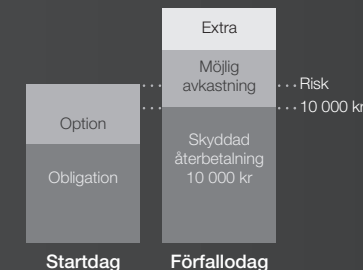 Extra
Möjlig
avkastning
Risk
10 000 kr
Option
Skyddad
återbetalning
10 000 kr
Obligation
Startdag
Förfallodag